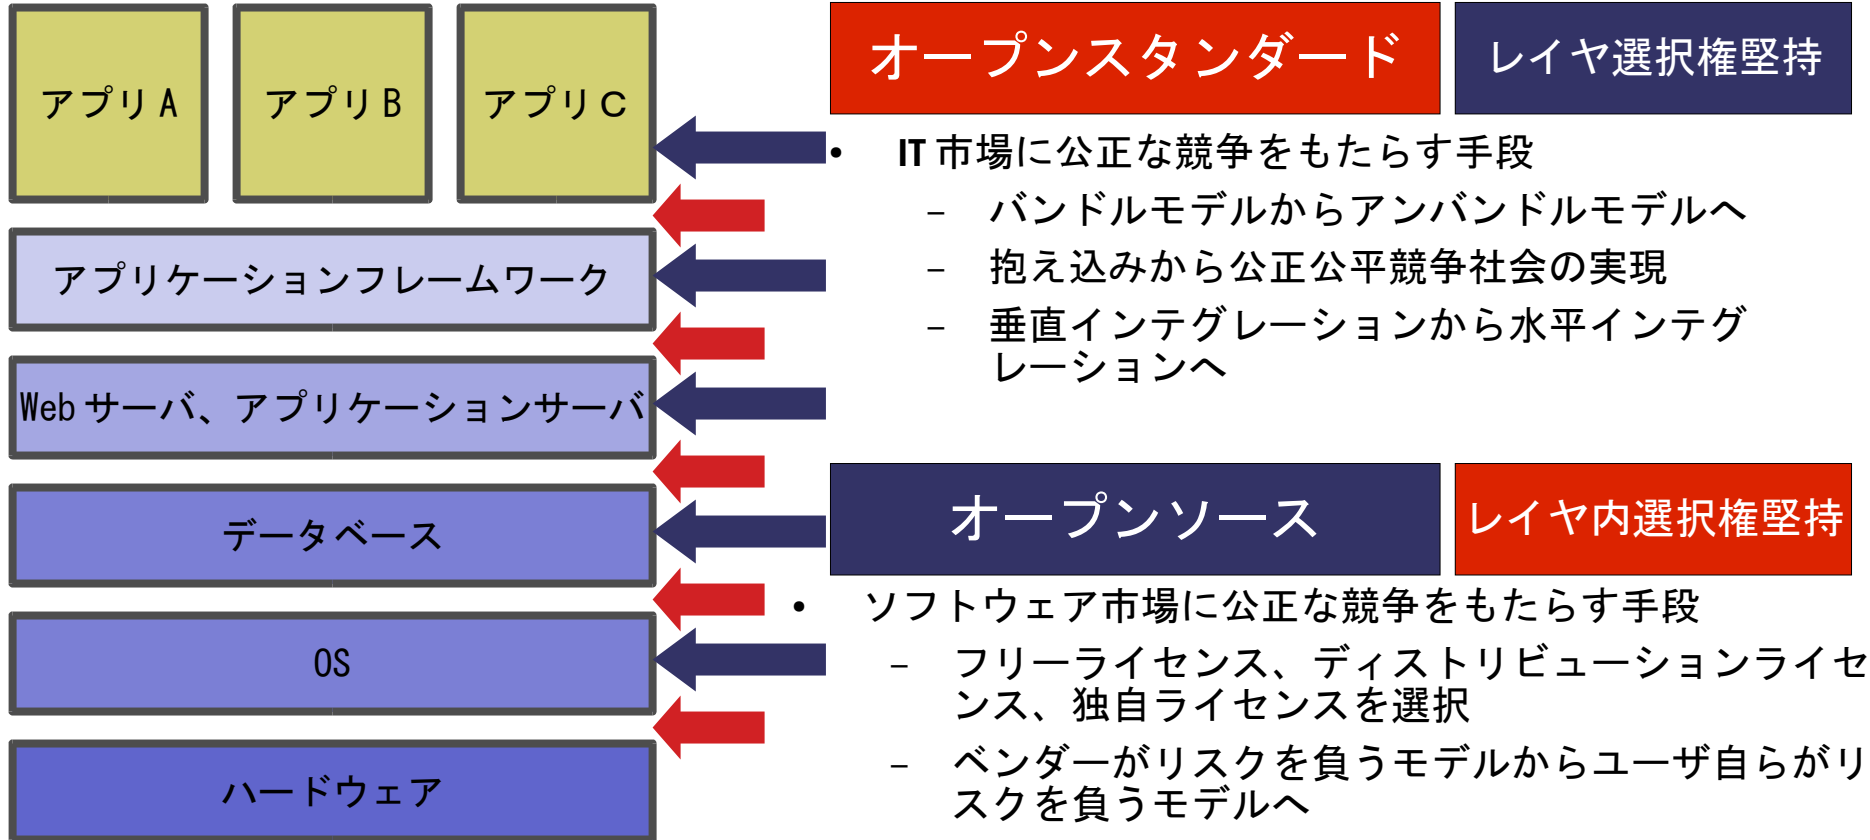 アプリA
アプリB
アプリC
アプリケーションフレームワーク
Webサーバ、アプリケーションサーバ
データベース
OS
ハードウェア
オープンスタンダード
レイヤ選択権堅持
• IT市場に公正な競争をもたらす手段
– バンドルモデルからアンバンドルモデルへ
– 抱え込みから公正公平競争社会の実現
– 垂直インテグレーションから水平インテグ
レーションへ
オープンソース
レイヤ内選択権堅持
• ソフトウェア市場に公正な競争をもたらす手段
– フリーライセンス、ディストリビューションライセ
ンス、独自ライセンスを選択
– ベンダーがリスクを負うモデルからユーザ自らがリ
スクを負うモデルへ